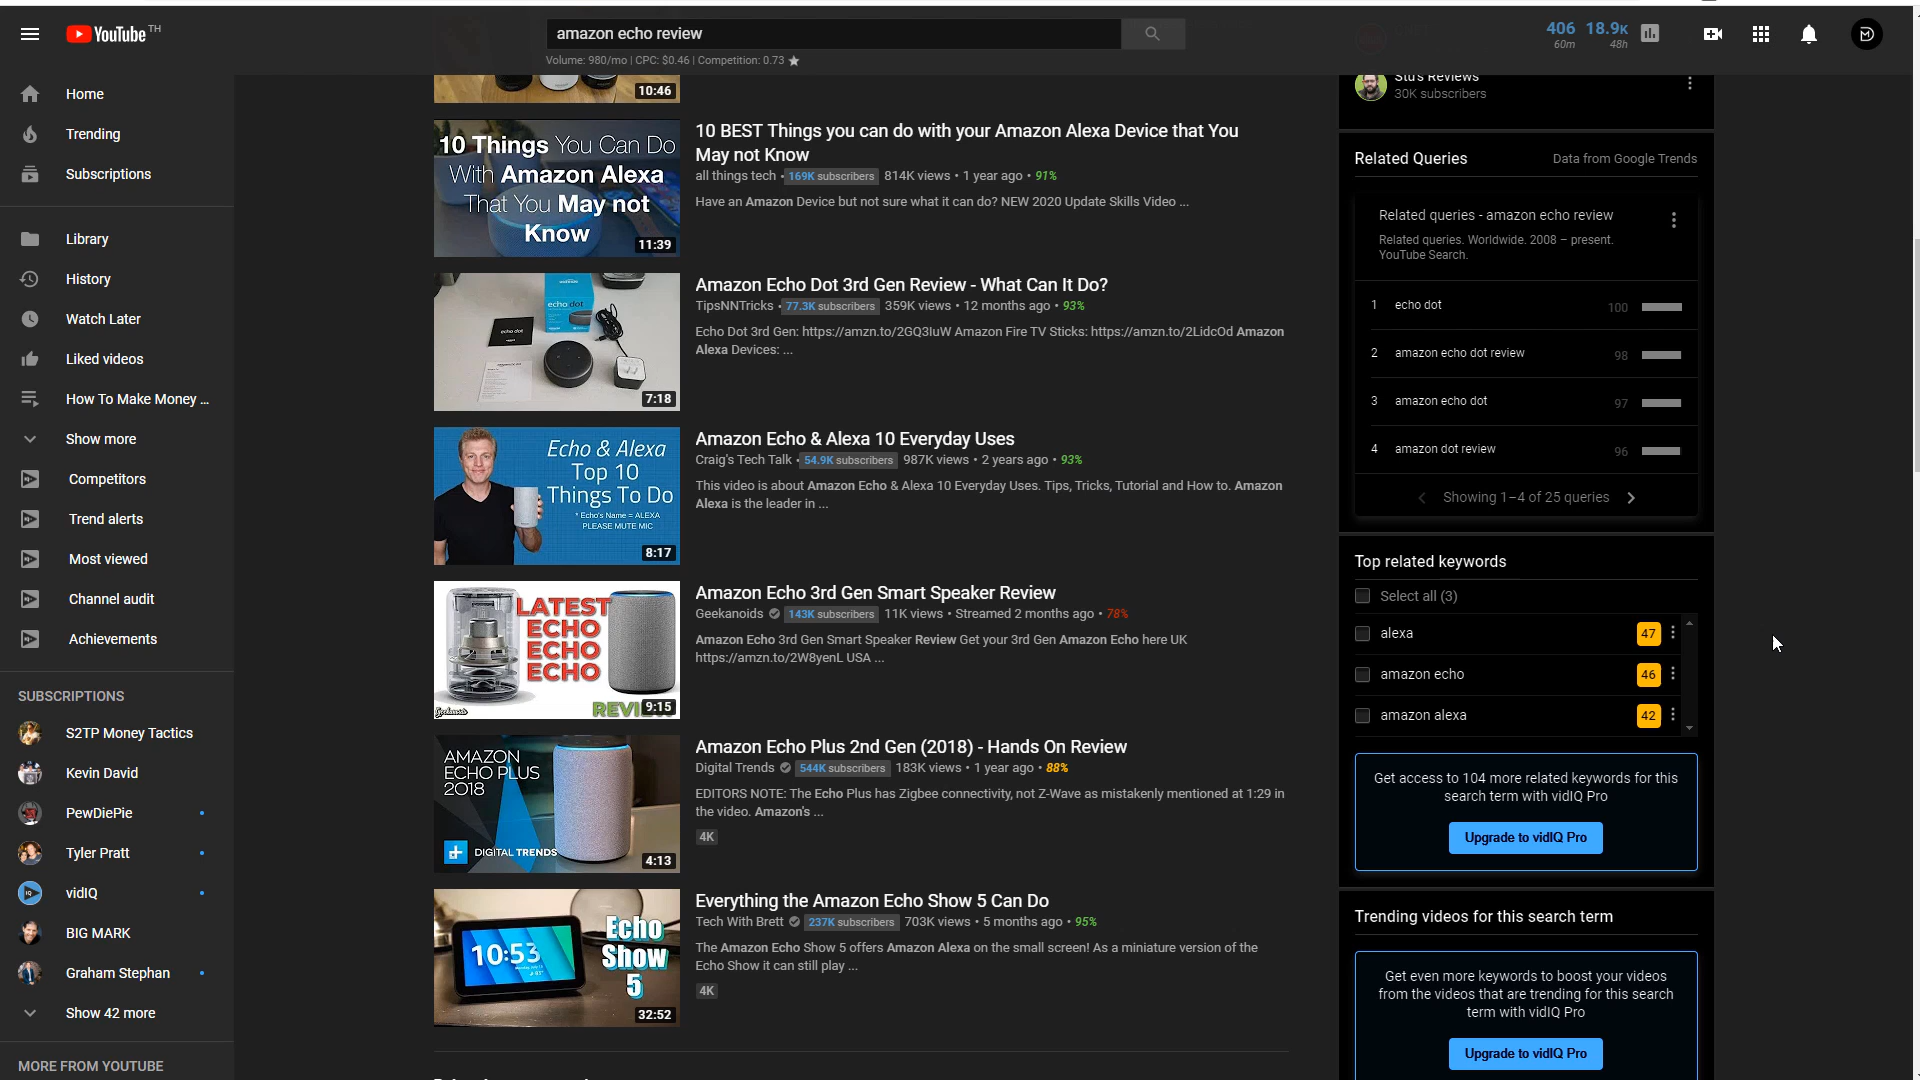 YouTube TH
amazon echo review
Volume: 980/mo | CPC: $0.46 | Competition: 0.73 ★
406 18.9K
60m 48h
Home
Trending
Subscriptions
Library
History
Watch Later
Liked videos
How To Make Money ...
Show more
Competitors
Trend alerts
Most viewed
Channel audit
Achievements
SUBSCRIPTIONS
S2TP Money Tactics
Kevin David
PewDiePie
Tyler Pratt
vidIQ
BIG MARK
Graham Stephan
Show 42 more
MORE FROM YOUTUBE
10:46
10 Things You Can Do
With Amazon Alexa
That You May not
Know
11:39
10 BEST Things you can do with your Amazon Alexa Device that You
May not Know
all things tech • 169K subscribers 814K views • 1 year ago • 91%
Have an Amazon Device but not sure what it can do? NEW 2020 Update Skills Video ...
echo dot
7:18
Amazon Echo Dot 3rd Gen Review - What Can It Do?
TipsNNTricks • 77.3K subscribers 359K views • 12 months ago • 93%
Echo Dot 3rd Gen: https://amzn.to/2GQ3IuW Amazon Fire TV Sticks: https://amzn.to/2LidcOd Amazon
Alexa Devices: ...
Echo & Alexa
Top 10
Things To Do
* Echo's Name = ALEXA
PLEASE MUTE MIC
8:17
Amazon Echo & Alexa 10 Everyday Uses
Craig's Tech Talk • 54.9K subscribers 987K views • 2 years ago • 93%
This video is about Amazon Echo & Alexa 10 Everyday Uses. Tips, Tricks, Tutorial and How to. Amazon
Alexa is the leader in ...
LATEST
ECHO
ECHO
ECHO
Geekanoids
9:15
Amazon Echo 3rd Gen Smart Speaker Review
Geekanoids 143K subscribers 11K views • Streamed 2 months ago • 78%
Amazon Echo 3rd Gen Smart Speaker Review Get your 3rd Gen Amazon Echo here UK
https://amzn.to/2W8yenL USA ...
AMAZON
ECHO PLUS
2018
DIGITAL TRENDS
4:13
Amazon Echo Plus 2nd Gen (2018) - Hands On Review
Digital Trends 544K subscribers 183K views • 1 year ago • 88%
EDITORS NOTE: The Echo Plus has Zigbee connectivity, not Z-Wave as mistakenly mentioned at 1:29 in
the video. Amazon's ...
4K
10:53
Echo
Show
5
32:52
Everything the Amazon Echo Show 5 Can Do
Tech With Brett 237K subscribers 703K views • 5 months ago • 95%
The Amazon Echo Show 5 offers Amazon Alexa on the small screen! As a miniature version of the
Echo Show it can still play ...
4K
Stu's Reviews
30K subscribers
Related Queries Data from Google Trends
Related queries - amazon echo review
Related queries. Worldwide. 2008 – present.
YouTube Search.
1 echo dot 100
2 amazon echo dot review 98
3 amazon echo dot 97
4 amazon dot review 96
Showing 1–4 of 25 queries
Top related keywords
Select all (3)
alexa 47
amazon echo 46
amazon alexa 42
Get access to 104 more related keywords for this
search term with vidIQ Pro
Upgrade to vidIQ Pro
Trending videos for this search term
Get even more keywords to boost your videos
from the videos that are trending for this search
term with vidIQ Pro
Upgrade to vidIQ Pro